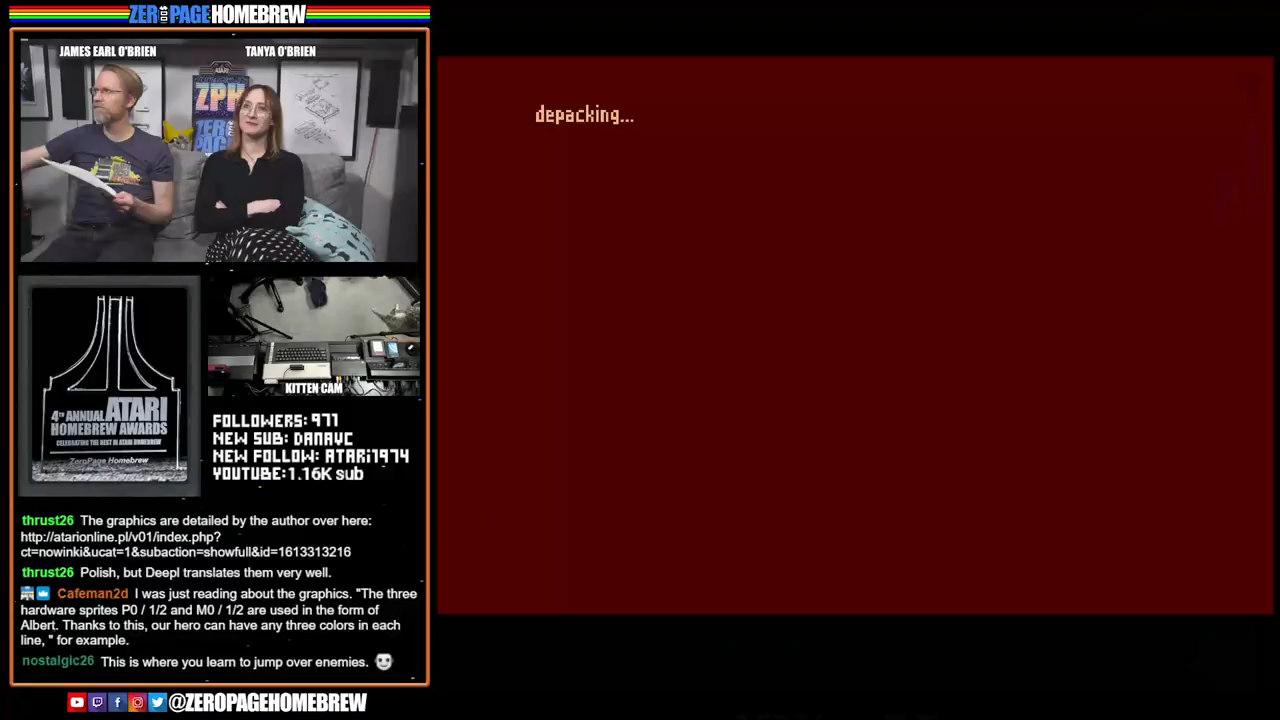 ZEROPAGE HOMEBREW
JAMES EARL O'BRIEN
TANYA O'BRIEN
ATARI
ZPH
ZERO
PAGE
depacking...
4TH ANNUAL ATARI
HOMEBREW AWARDS
CELEBRATING THE BEST IN ATARI HOMEBREW
ZeroPage Homebrew
KITTEN CAM
FOLLOWERS: 971
NEW SUB: DANAYC
NEW FOLLOW: ATARI1974
YOUTUBE:1.16K sub
thrust26 The graphics are detailed by the author over here:
http://atarionline.pl/v01/index.php?
ct=nowinki&ucat=1&subaction=showfull&id=1613313216
thrust26 Polish, but Deepl translates them very well.
Cafeman2d I was just reading about the graphics. "The three
hardware sprites P0 / 1/2 and M0 / 1/2 are used in the form of
Albert. Thanks to this, our hero can have any three colors in each
line, " for example.
nostalgic26 This is where you learn to jump over enemies.
@ZEROPAGEHOMEBREW